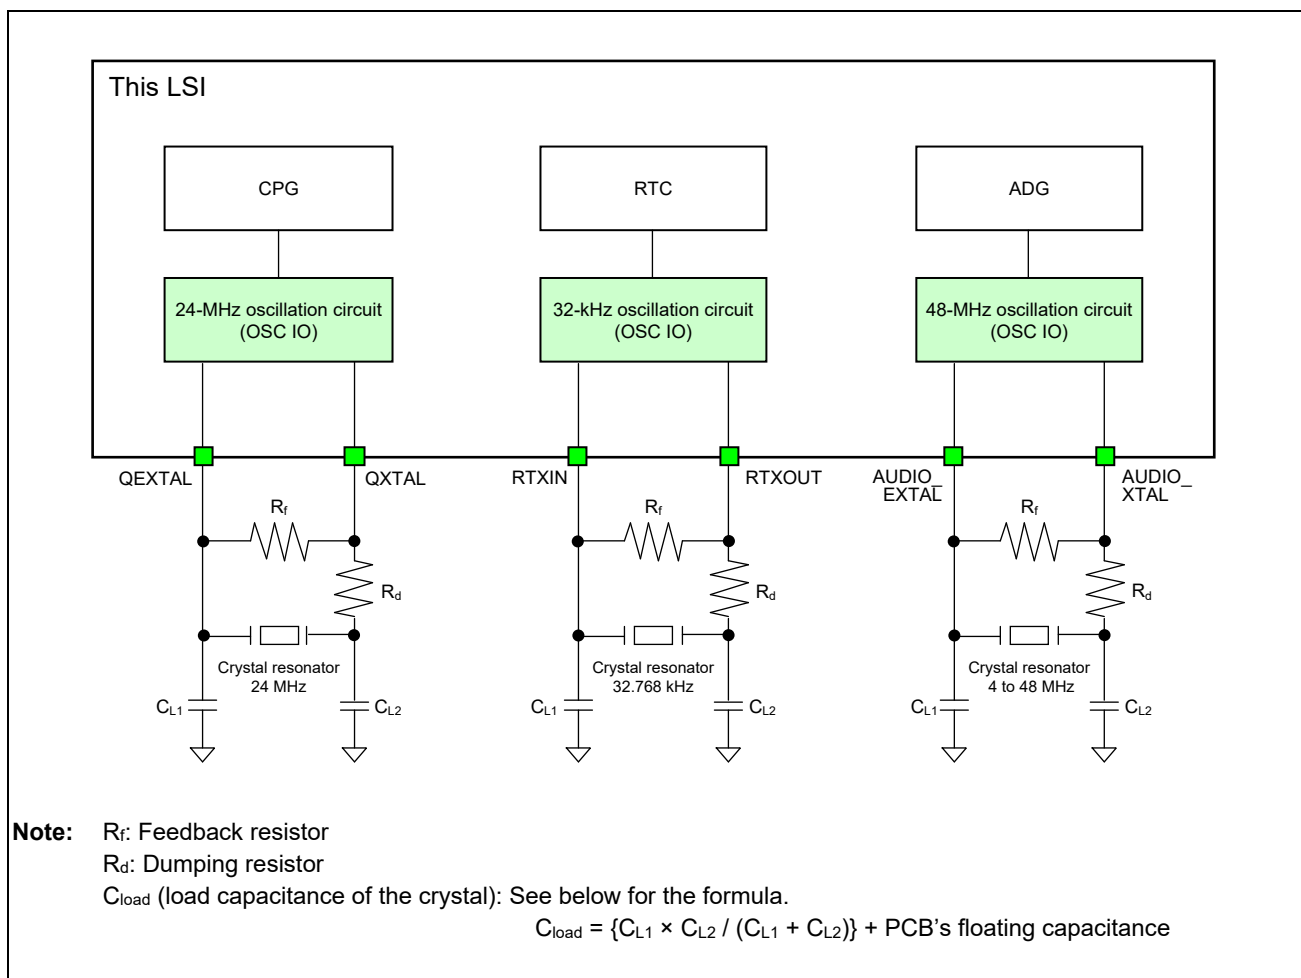 This LSI
CPG
RTC
ADG
24-MHz oscillation circuit
(OSC IO)
32-kHz oscillation circuit
(OSC IO)
48-MHz oscillation circuit
(OSC IO)
QEXTAL
QXTAL
RTXIN
RTXOUT
AUDIO_
EXTAL
AUDIO_
XTAL
Rf
Rd
Crystal resonator
24 MHz
CL1
CL2
Rf
Rd
Crystal resonator
32.768 kHz
CL1
CL2
Rf
Rd
Crystal resonator
4 to 48 MHz
CL1
CL2
Note: Rf: Feedback resistor
Rd: Dumping resistor
Cload (load capacitance of the crystal): See below for the formula.
Cload = {CL1 × CL2 / (CL1 + CL2)} + PCB's floating capacitance